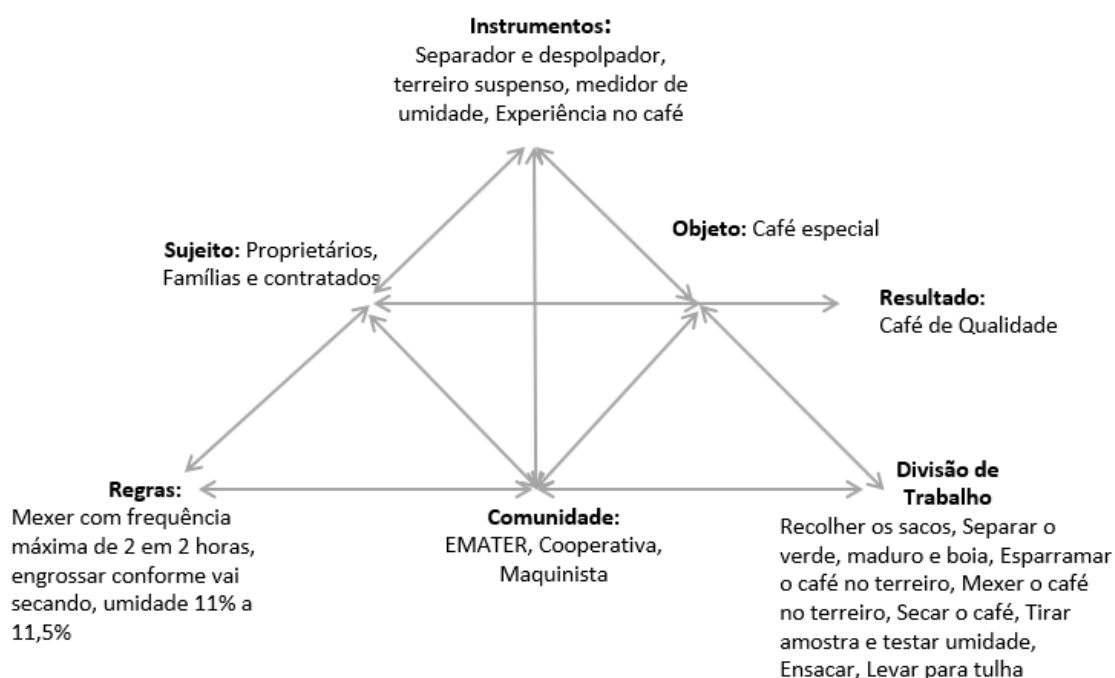 Instrumentos:
Separador e despolpador,
terreiro suspenso, medidor de
umidade, Experiência no café
Sujeito: Proprietários,
Famílias e contratados
Objeto: Café especial
Resultado:
Café de Qualidade
Regras:
Mexer com frequência
máxima de 2 em 2 horas,
engrossar conforme vai
secando, umidade 11% a
11,5%
Comunidade:
EMATER, Cooperativa,
Maquinista
Divisão de
Trabalho
Recolher os sacos, Separar o
verde, maduro e boia, Esparramar
o café no terreiro, Mexer o café
no terreiro, Secar o café, Tirar
amostra e testar umidade,
Ensacar, Levar para tulha